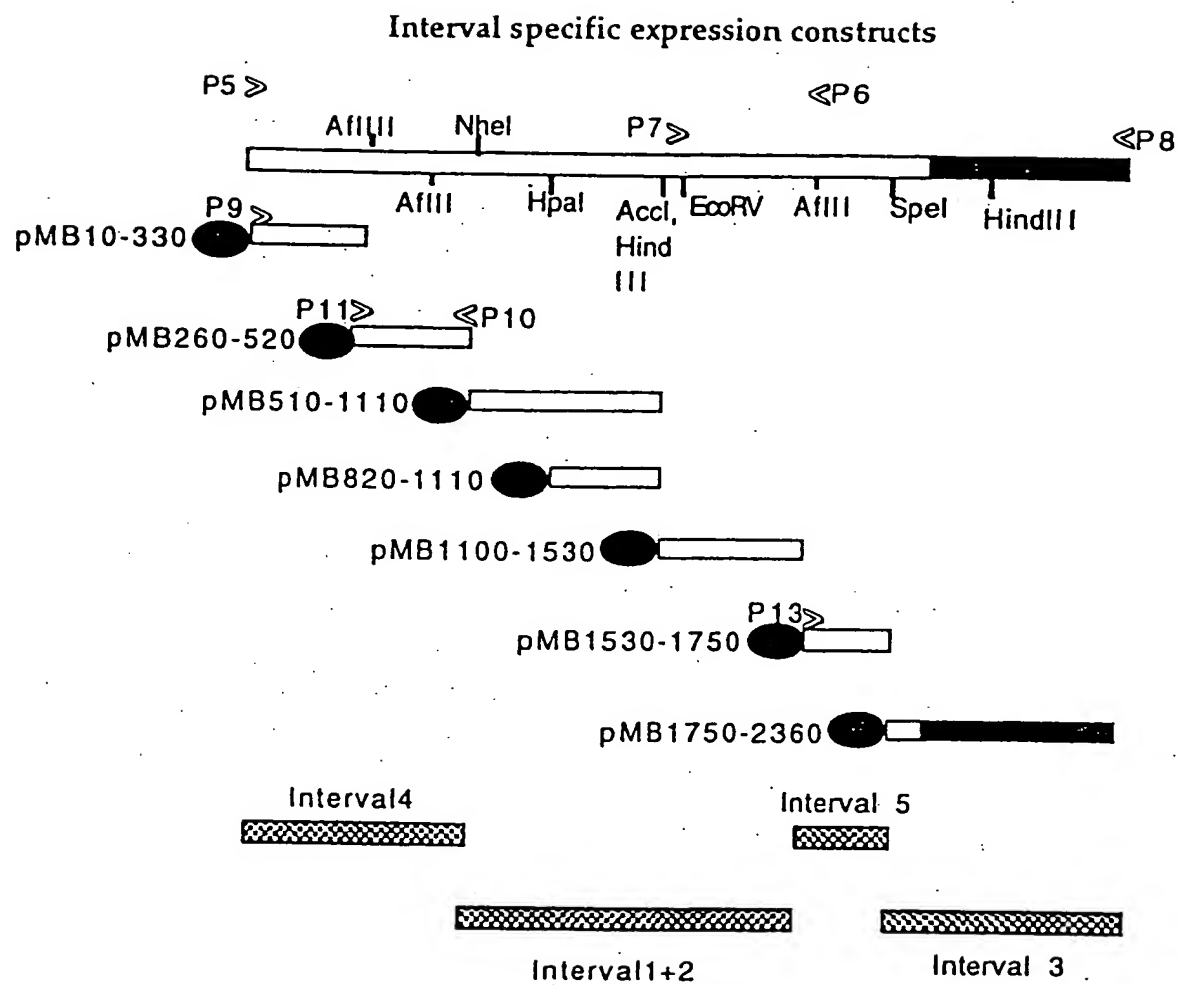 Interval specific expression constructs
P5
P6
AflIII
NheI
P7
P8
AflII
HpaI
AccI,
Hind
III
EcoRV
AflII
SpeI
HindIII
P9
pMB10-330
P11
P10
pMB260-520
pMB510-1110
pMB820-1110
pMB1100-1530
P13
pMB1530-1750
pMB1750-2360
Interval4
Interval 5
Interval1+2
Interval 3